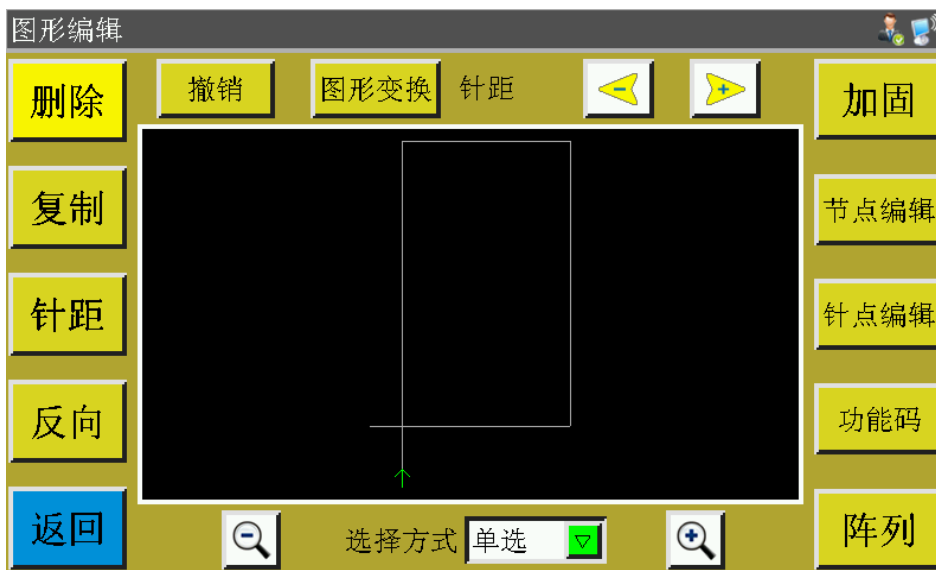 图形编辑
删除
撤销
图形变换
针距
加固
复制
节点编辑
针距
针点编辑
反向
功能码
返回
选择方式
单选
阵列